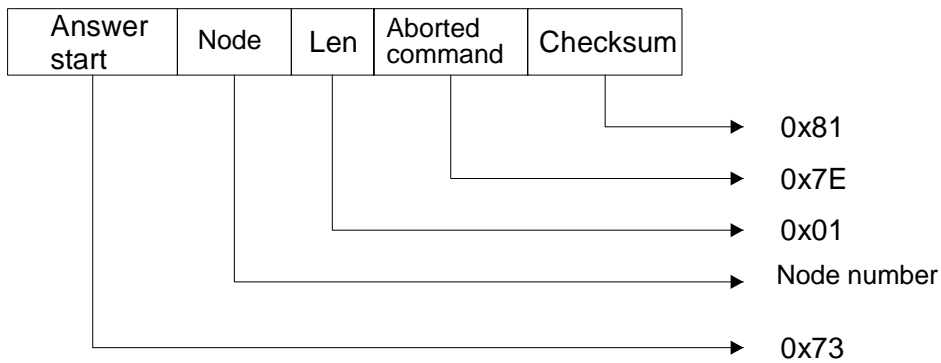 Answer
start
Node
Len
Aborted
command
Checksum
0x81
0x7E
0x01
Node number
0x73